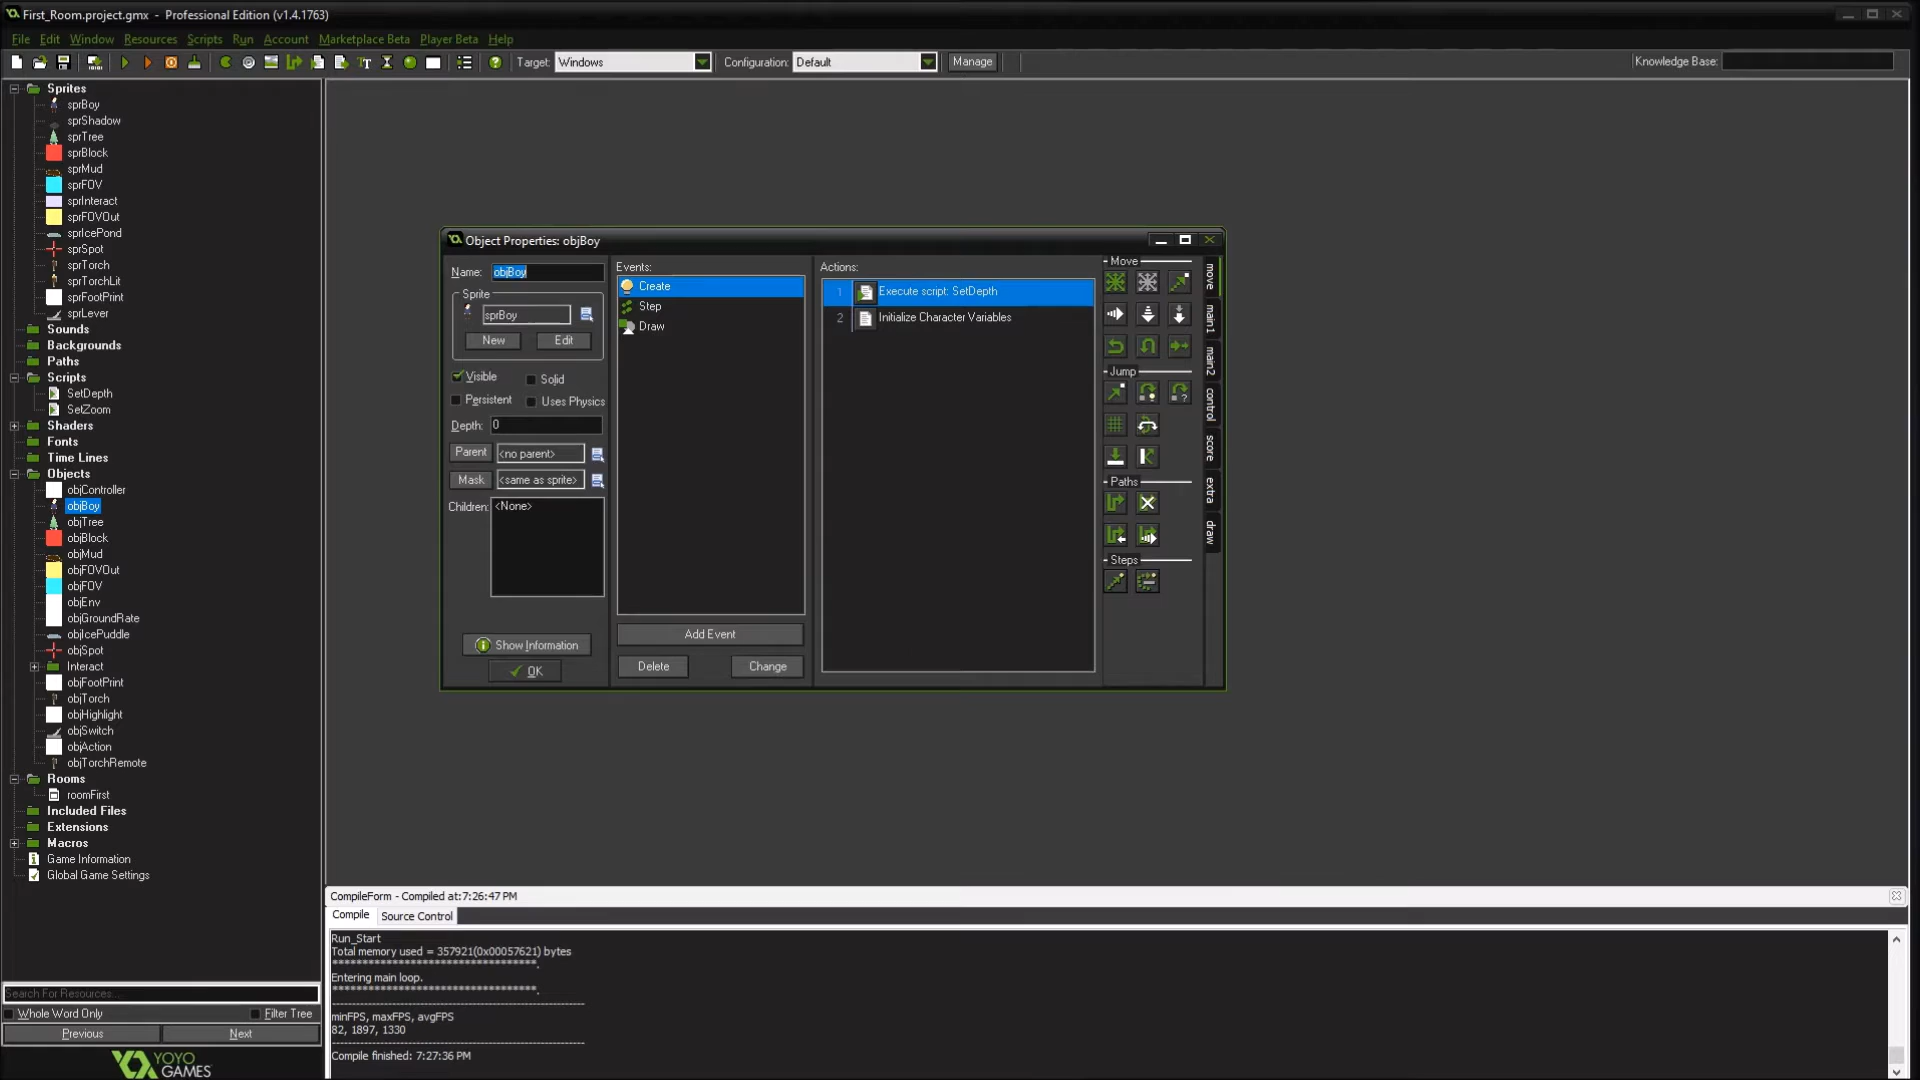 First_Room.project.gmx - Professional Edition (v1.4.1763)
File Edit Window Resources Scripts Run Account Marketplace Beta Player Beta Help
Target: Windows Configuration: Default Manage Knowledge Base:
Sprites
sprBoy
sprShadow
sprTree
sprBlock
sprMud
sprFOV
sprInteract
sprFOVOut
sprIcePond
sprSpot
sprTorch
sprTorchLit
sprFootPrint
sprLever
Sounds
Backgrounds
Paths
Scripts
SetDepth
SetZoom
Shaders
Fonts
Time Lines
Objects
objController
objBoy
objTree
objBlock
objMud
objFOVOut
objFOV
objEnv
objGroundRate
objIcePuddle
objSpot
Interact
objFootPrint
objTorch
objHighlight
objSwitch
objAction
objTorchRemote
Rooms
roomFirst
Included Files
Extensions
Macros
Game Information
Global Game Settings
Search For Resources...
Whole Word Only Filter Tree
Previous Next
YOYO
GAMES
Object Properties: objBoy
Name: objBoy
Sprite
sprBoy
New Edit
Visible Solid
Persistent Uses Physics
Depth: 0
Parent <no parent>
Mask <same as sprite>
Children: <None>
Show Information
OK
Events:
Create
Step
Draw
Add Event
Delete Change
Actions:
1 Execute script: SetDepth
2 Initialize Character Variables
Move
Jump
Paths
Steps
move
main1
main2
control
score
extra
draw
CompileForm - Compiled at:7:26:47 PM
Compile Source Control
Run_Start
Total memory used = 357921(0x00057621) bytes
**********************************.
Entering main loop.
**********************************.
minFPS, maxFPS, avgFPS
82, 1897, 1330
Compile finished: 7:27:36 PM